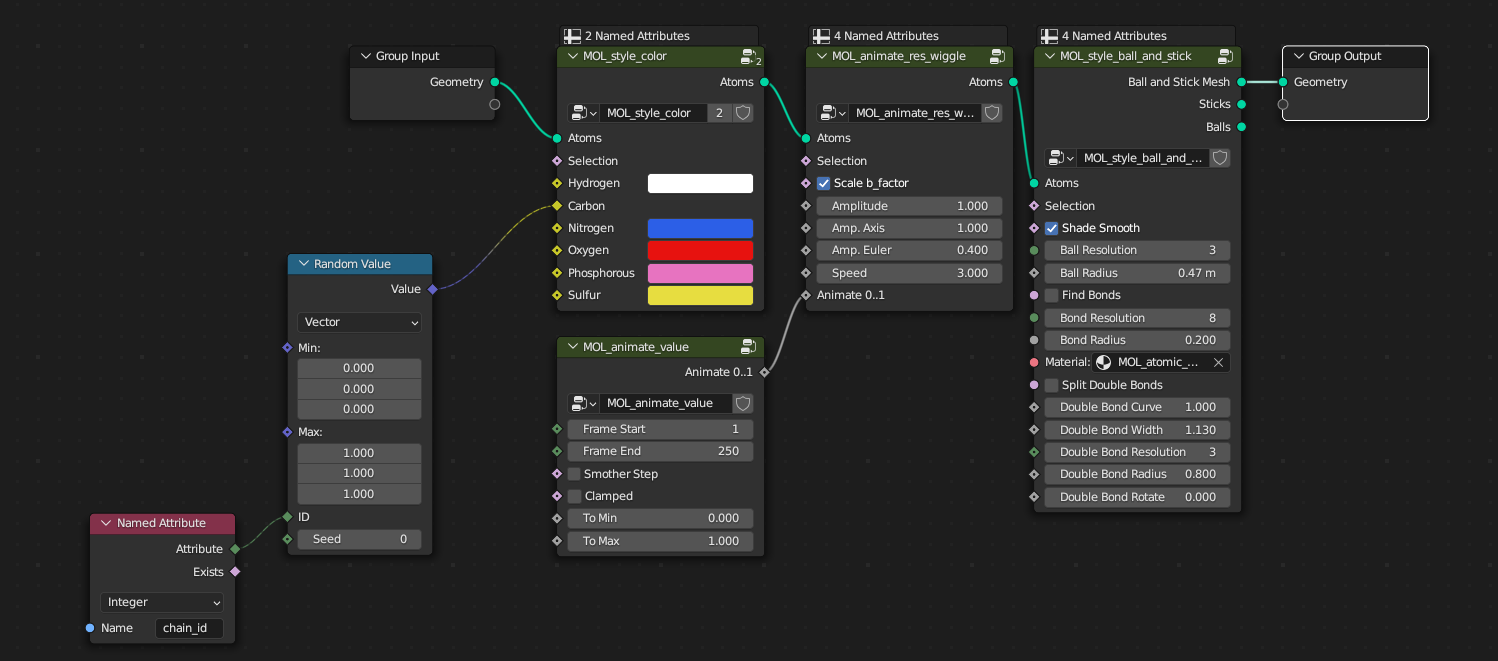 Group Input
Geometry
2 Named Attributes
MOL_style_color
2
Atoms
MOL_style_color
2
Atoms
Selection
Hydrogen
Carbon
Nitrogen
Oxygen
Phosphorous
Sulfur
4 Named Attributes
MOL_animate_res_wiggle
Atoms
MOL_animate_res_w...
Atoms
Selection
Scale b_factor
Amplitude 1.000
Amp. Axis 1.000
Amp. Euler 0.400
Speed 3.000
Animate 0..1
4 Named Attributes
MOL_style_ball_and_stick
Ball and Stick Mesh
Sticks
Balls
MOL_style_ball_and_...
Atoms
Selection
Shade Smooth
Ball Resolution 3
Ball Radius 0.47 m
Find Bonds
Bond Resolution 8
Bond Radius 0.200
Material: MOL_atomic_...
Split Double Bonds
Double Bond Curve 1.000
Double Bond Width 1.130
Double Bond Resolution 3
Double Bond Radius 0.800
Double Bond Rotate 0.000
Group Output
Geometry
Random Value
Value
Vector
Min:
0.000
0.000
0.000
Max:
1.000
1.000
1.000
ID
Seed 0
MOL_animate_value
Animate 0..1
MOL_animate_value
Frame Start 1
Frame End 250
Smother Step
Clamped
To Min 0.000
To Max 1.000
Named Attribute
Attribute
Exists
Integer
Name chain_id